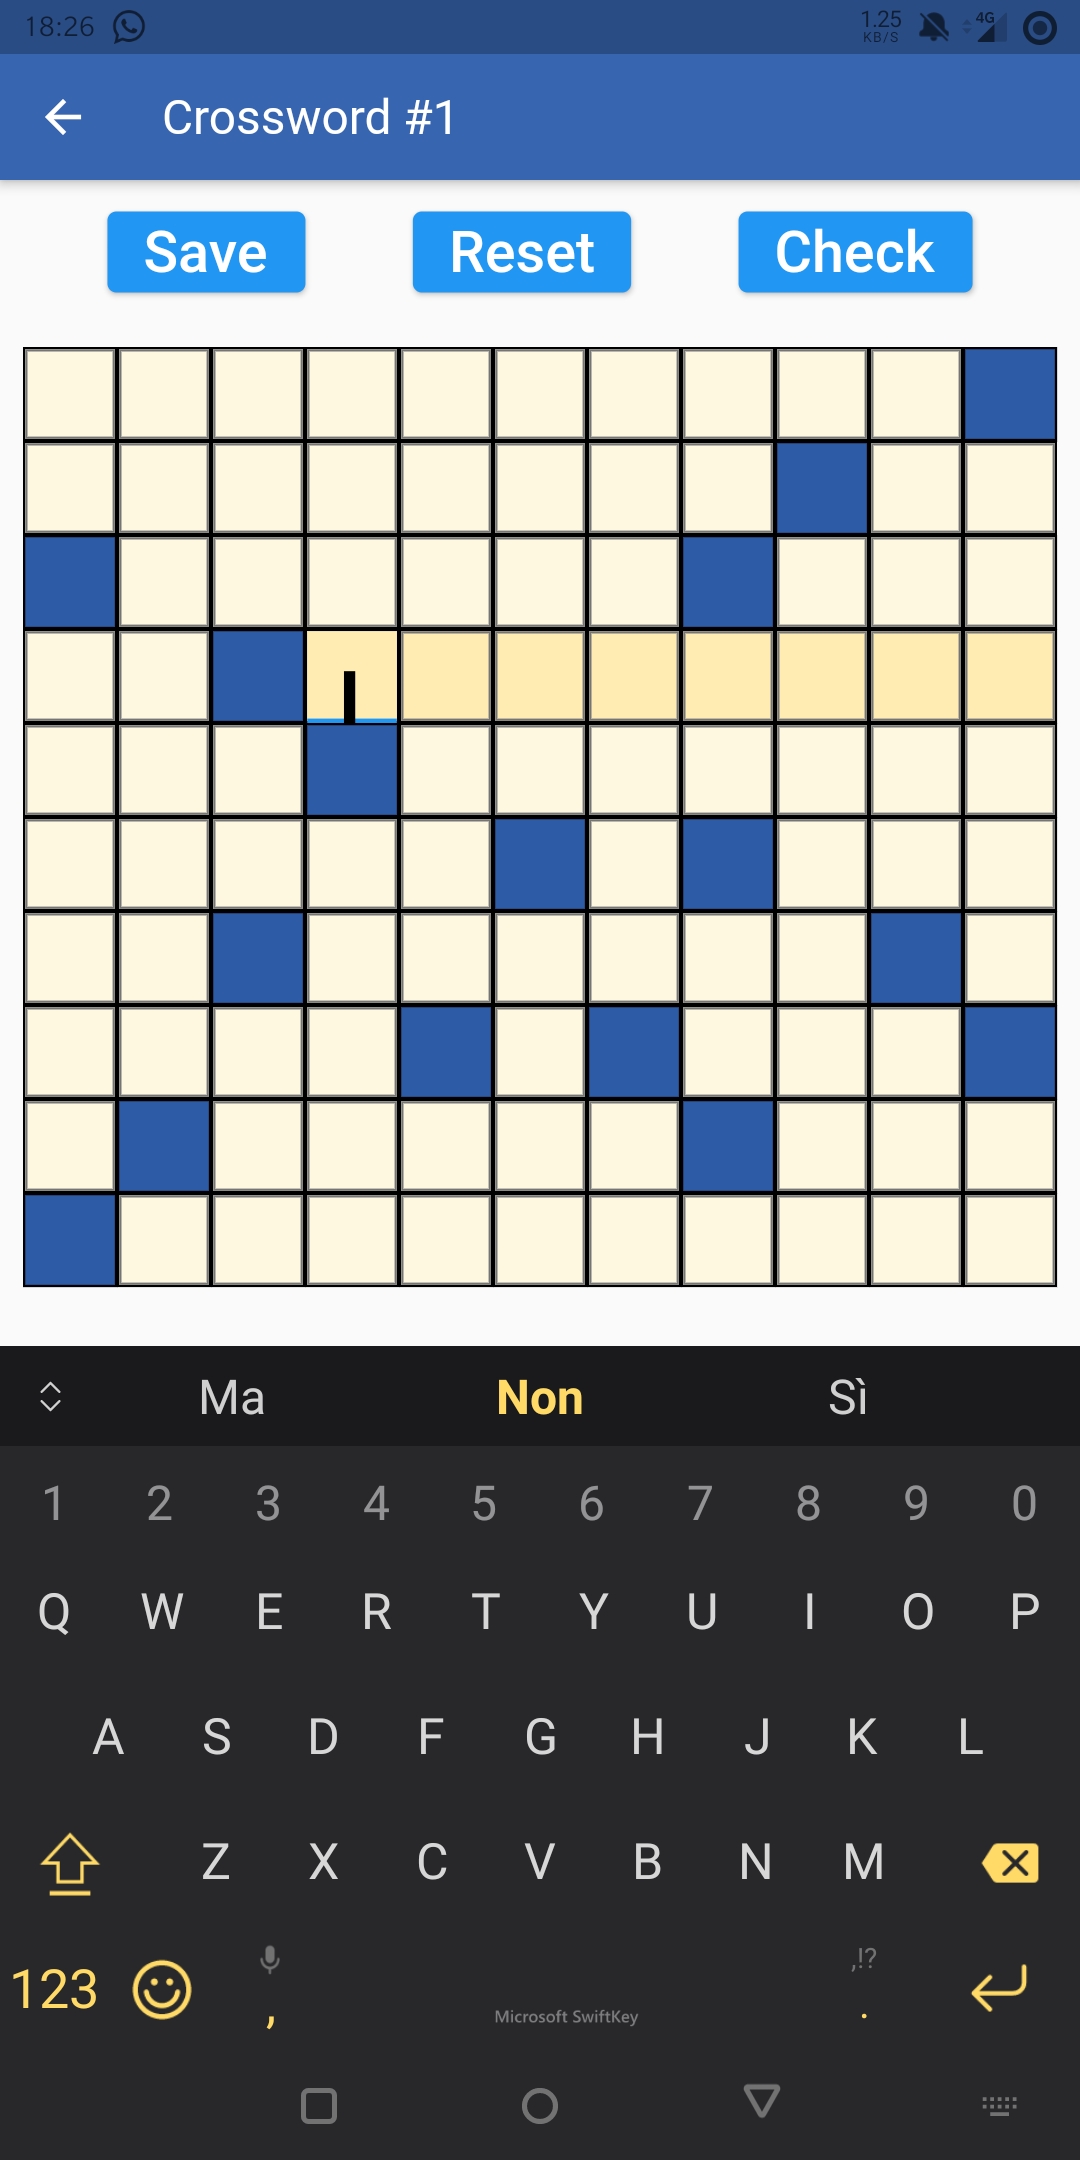 18:26 1.25 KB/S 4G
Crossword #1
Save Reset Check
Ma Non Sì
1 2 3 4 5 6 7 8 9 0
Q W E R T Y U I O P
A S D F G H J K L
Z X C V B N M
,!?
123 , Microsoft SwiftKey .